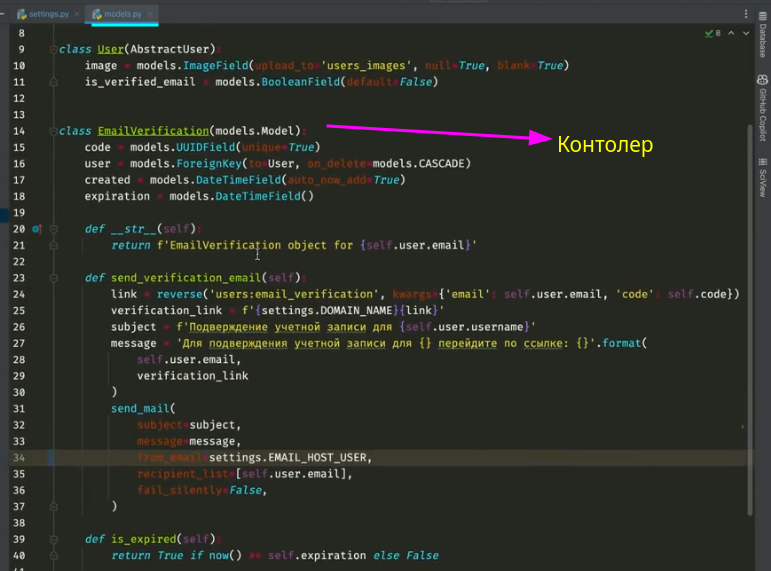 settings.py × models.py ×
8
9 class User(AbstractUser):
10 image = models.ImageField(upload_to='users_images', null=True, blank=True)
11 is_verified_email = models.BooleanField(default=False)
12
13
14 class EmailVerification(models.Model):
Контолер
15 code = models.UUIDField(unique=True)
16 user = models.ForeignKey(to=User, on_delete=models.CASCADE)
17 created = models.DateTimeField(auto_now_add=True)
18 expiration = models.DateTimeField()
19
20 def __str__(self):
21 return f'EmailVerification object for {self.user.email}'
22
23 def send_verification_email(self):
24 link = reverse('users:email_verification', kwargs={'email': self.user.email, 'code': self.code})
25 verification_link = f'{settings.DOMAIN_NAME}{link}'
26 subject = f'Подверждение учетной записи для {self.user.username}'
27 message = 'Для подверждения учетной записи для {} перейдите по ссылке: {}'.format(
28 self.user.email,
29 verification_link
30 )
31 send_mail(
32 subject=subject,
33 message=message,
34 from_email=settings.EMAIL_HOST_USER,
35 recipient_list=[self.user.email],
36 fail_silently=False,
37 )
38
39 def is_expired(self):
40 return True if now() >= self.expiration else False
41
6
Database
GitHub Copilot
SciView